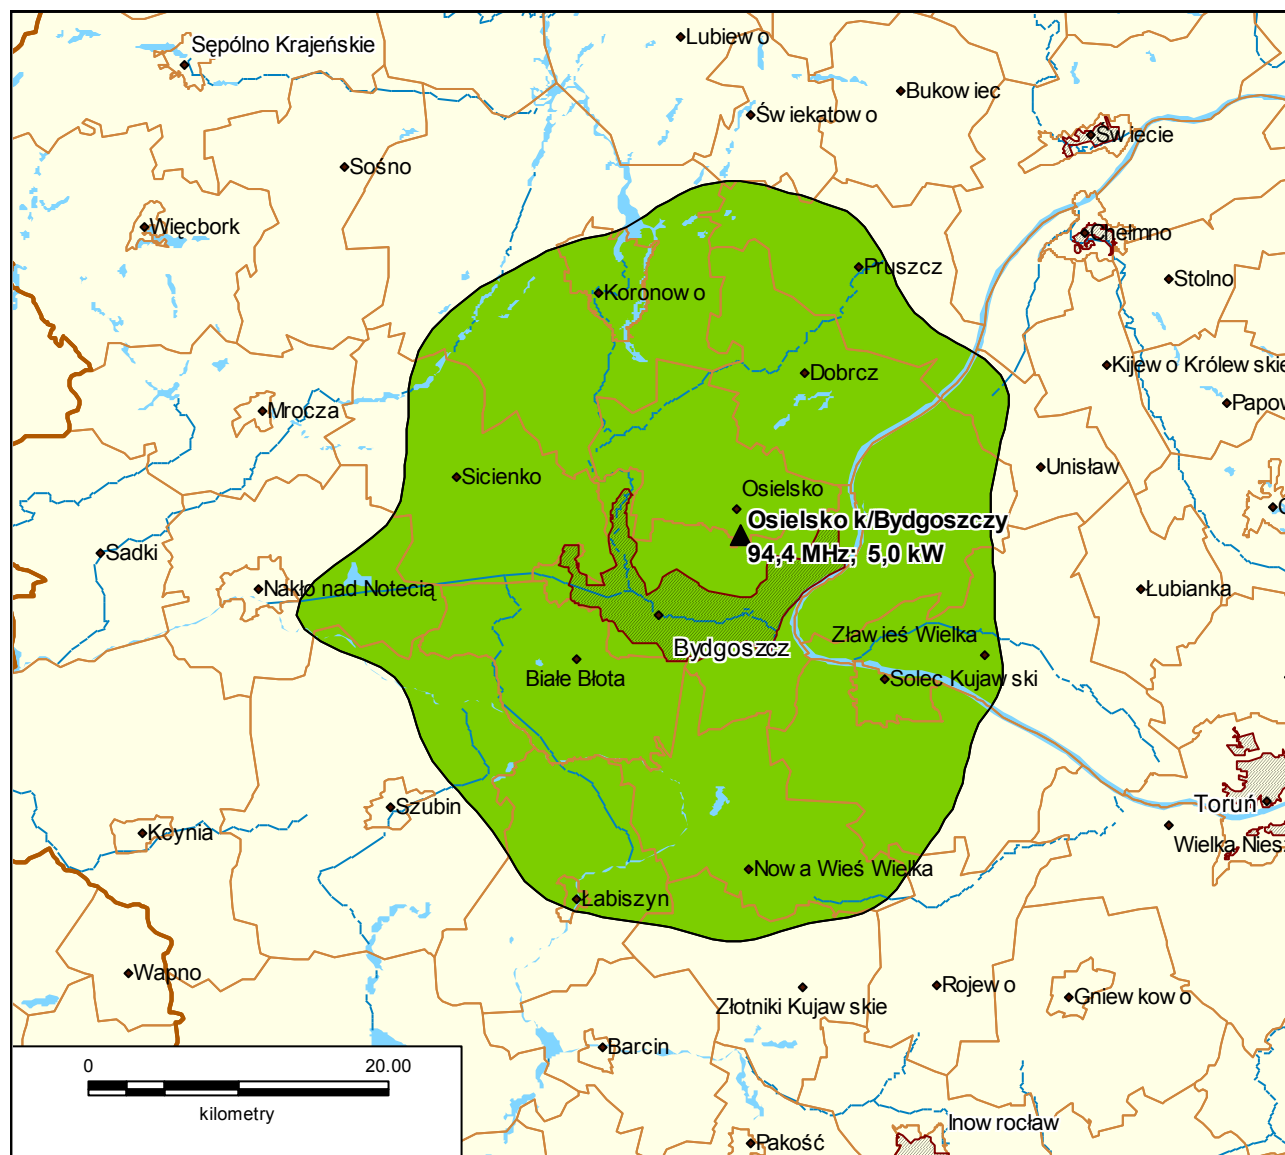 Sępólno Krajeńskie
Lubiewo
Bukowiec
Świekatowo
Świecie
Sośno
Więcbork
Chełmno
Pruszcz
Stolno
Koronowo
Kijewo Królewskie
Dobrcz
Papow
Mrocza
Unisław
Sicienko
Osielsko
Osielsko k/Bydgoszczy
94,4 MHz; 5,0 kW
Sadki
Nakło nad Notecią
Łubianka
Zławieś Wielka
Bydgoszcz
Białe Błota
Solec Kujawski
Szubin
Toruń
Kcynia
Wielka Nies
Nowa Wieś Wielka
Łabiszyn
Wapno
Rojewo
Gniewkowo
Złotniki Kujawskie
Barcin
0 20.00
kilometry
Inowrocław
Pakość